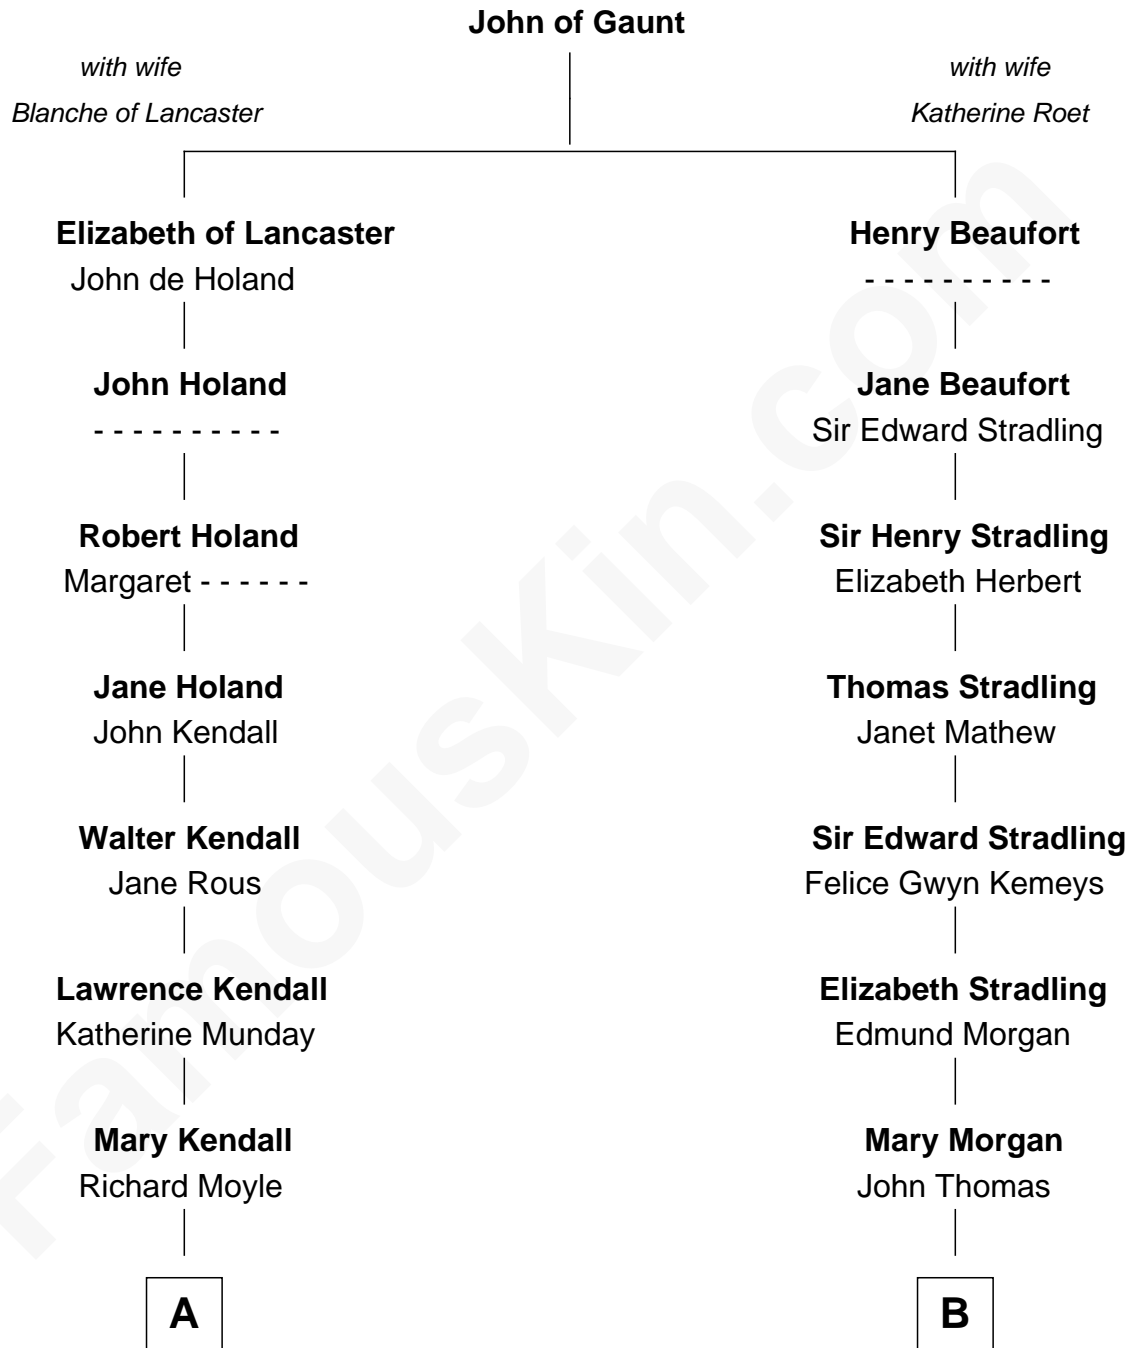 John of Gaunt
with wife
Blanche of Lancaster
with wife
Katherine Roet
Elizabeth of Lancaster
John de Holand
Henry Beaufort
- - - - - - - - - -
John Holand
- - - - - - - - - -
Jane Beaufort
Sir Edward Stradling
Robert Holand
Margaret - - - - - -
Sir Henry Stradling
Elizabeth Herbert
Jane Holand
John Kendall
Thomas Stradling
Janet Mathew
Walter Kendall
Jane Rous
Sir Edward Stradling
Felice Gwyn Kemeys
Lawrence Kendall
Katherine Munday
Elizabeth Stradling
Edmund Morgan
Mary Kendall
Richard Moyle
Mary Morgan
John Thomas
A
B
FamousKin.com